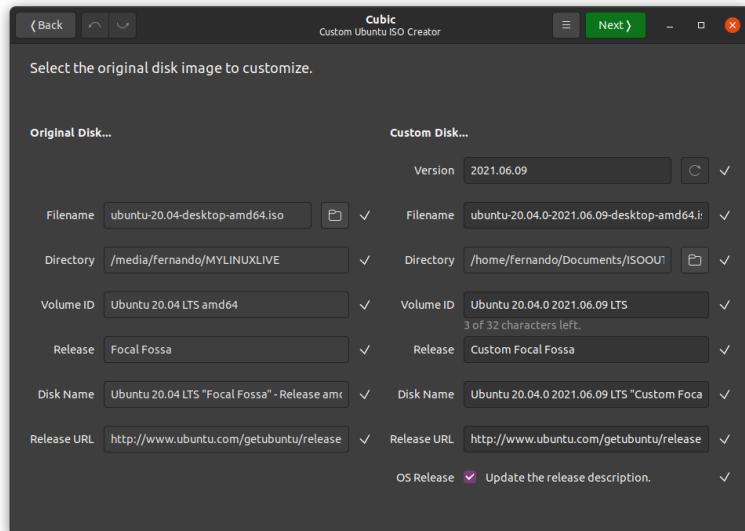 Back
Cubic
Custom Ubuntu ISO Creator
Next
Select the original disk image to customize.
Original Disk...
Custom Disk...
Version 2021.06.09
Filename ubuntu-20.04-desktop-amd64.iso
Filename ubuntu-20.04.0-2021.06.09-desktop-amd64.i
Directory /media/fernando/MYLINUXLIVE
Directory /home/fernando/Documents/ISOOUT
Volume ID Ubuntu 20.04 LTS amd64
Volume ID Ubuntu 20.04.0 2021.06.09 LTS
3 of 32 characters left.
Release Focal Fossa
Release Custom Focal Fossa
Disk Name Ubuntu 20.04 LTS "Focal Fossa" - Release amd
Disk Name Ubuntu 20.04.0 2021.06.09 LTS "Custom Foca
Release URL http://www.ubuntu.com/getubuntu/release
Release URL http://www.ubuntu.com/getubuntu/release
OS Release Update the release description.